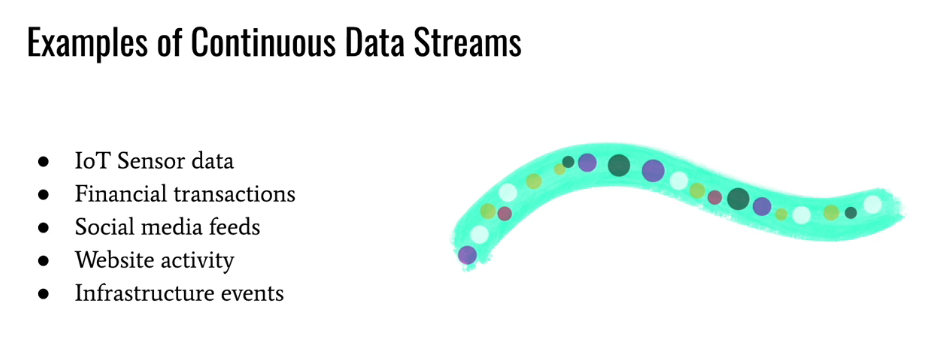 Examples of Continuous Data Streams
● IoT Sensor data
● Financial transactions
● Social media feeds
● Website activity
● Infrastructure events